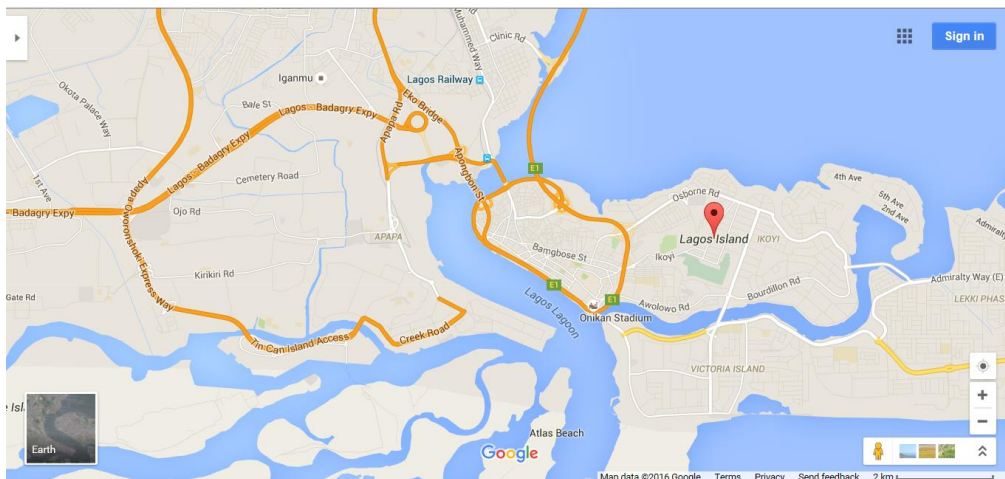 Sign in
Clinic Rd
Muhammed Way
Iganmu
Lagos Railway
Okota Palace Way
Bale St
Lagos - Badagry Expy
Eko Bridge
Apapa Rd
Lagos - Badagry Expy
Apongbon St
E1
1st Ave
Cemetery Road
4th Ave
5th Ave
2nd Ave
Osborne Rd
Badagry Expy
Ojo Rd
Apapa Oworonshoki Express Way
APAPA
Lagos Island
IKOYI
Admiralty
Bamgbose St
Ikoyi
Kirikiri Rd
Admiralty Way (E)
E1
Bourdillon Rd
Gate Rd
E1
Awolowo Rd
LEKKI PHAS
Lagos Lagoon
Onikan Stadium
Tin Can Island Access
Creek Road
VICTORIA ISLAND
e Isl
Atlas Beach
Earth
Google
Map data ©2016 Google Terms Privacy Send feedback 2 km